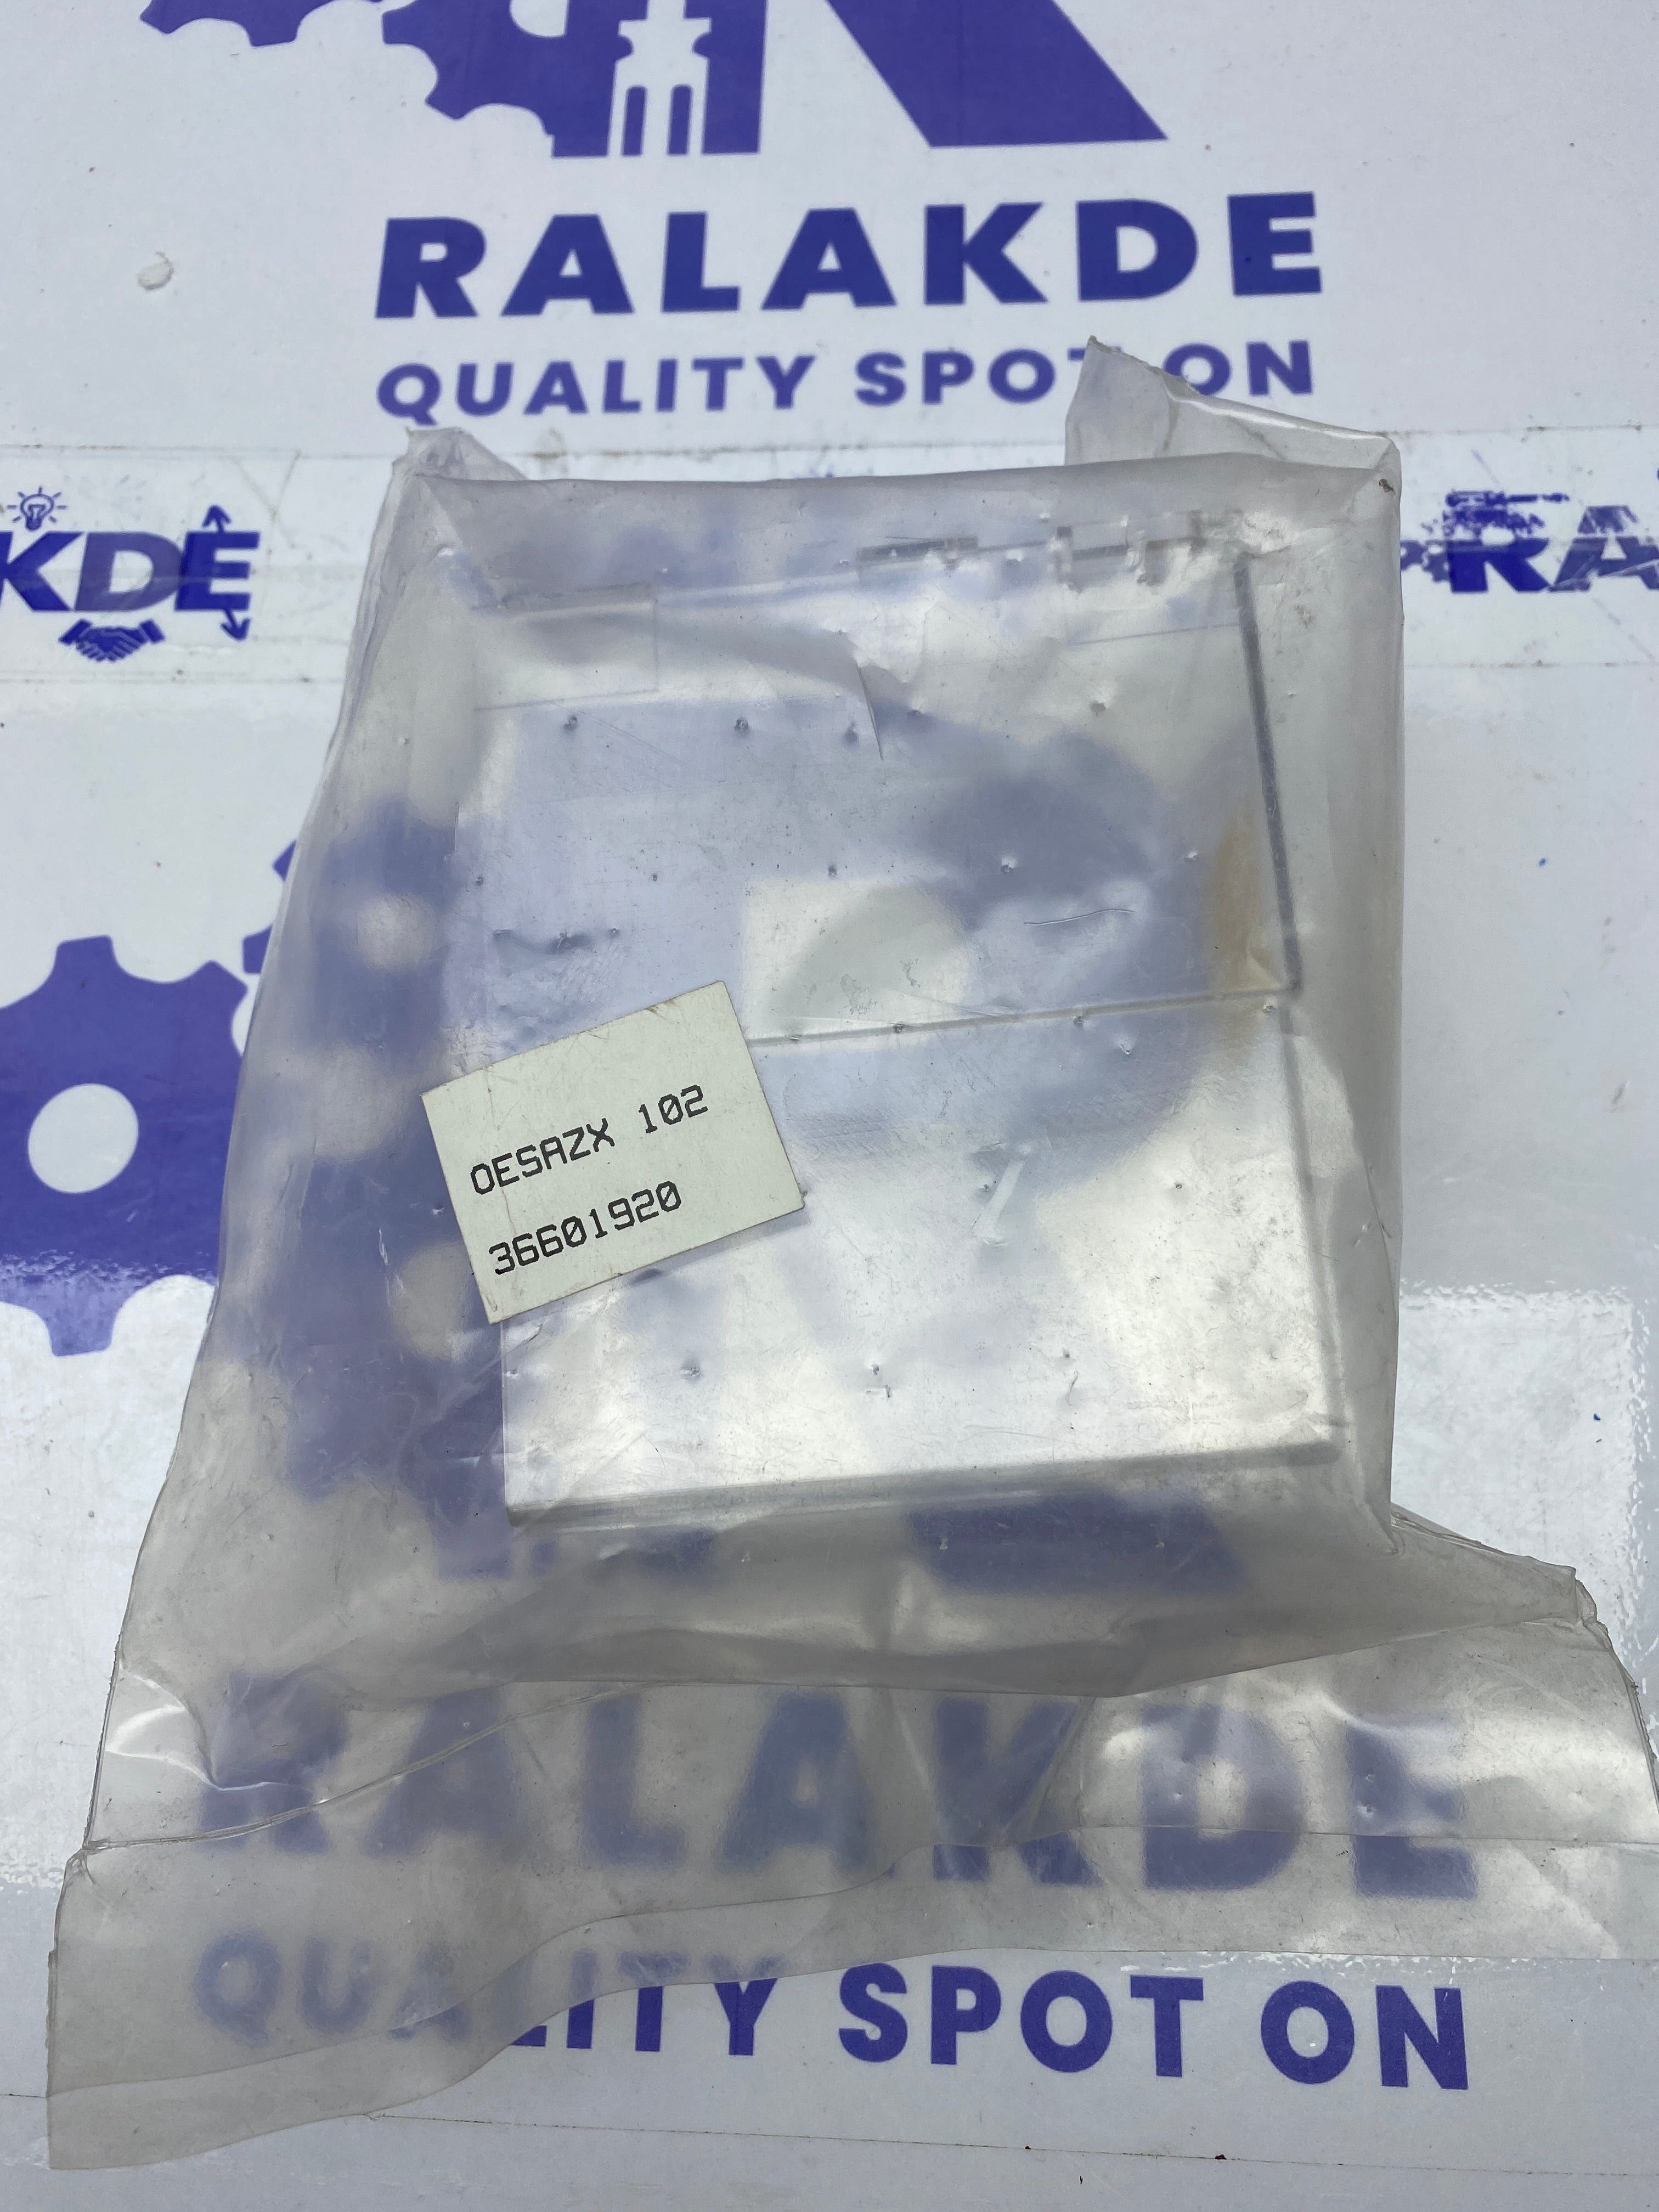 RALAKDE
QUALITY SPOT ON
KDE
RA
OESAZX 102
36601920
RALAKDE
QUALITY SPOT ON